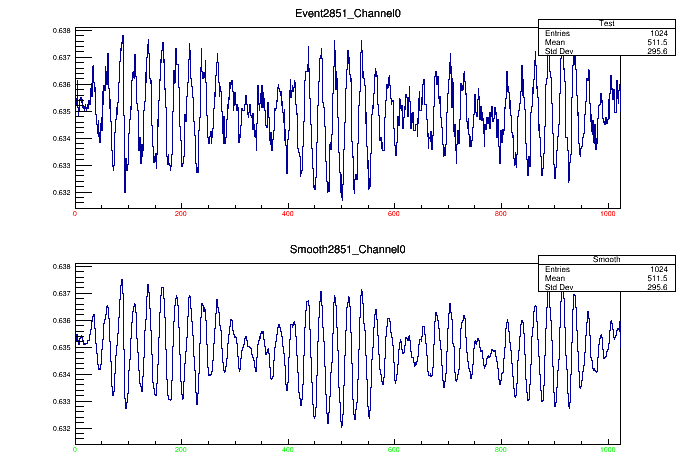 Event2851_Channel0
Test
Entries 1024
Mean 511.5
Std Dev 295.6
0.638
0.637
0.636
0.635
0.634
0.633
0.632
0 200 400 600 800 1000
Smooth2851_Channel0
Smooth
Entries 1024
Mean 511.5
Std Dev 295.6
0.638
0.637
0.636
0.635
0.634
0.633
0.632
0 200 400 600 800 1000